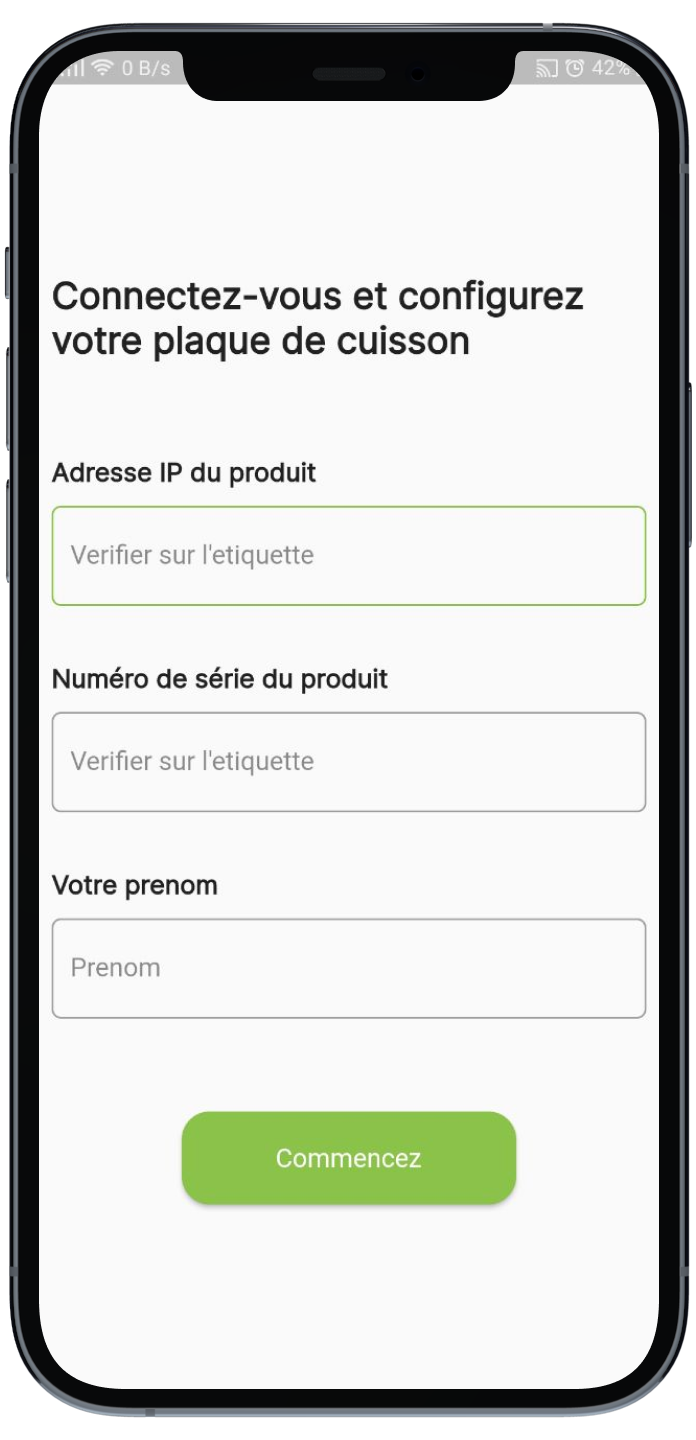 0 B/s 42%
Connectez-vous et configurez
votre plaque de cuisson
Adresse IP du produit
Verifier sur l'etiquette
Numéro de série du produit
Verifier sur l'etiquette
Votre prenom
Prenom
Commencez